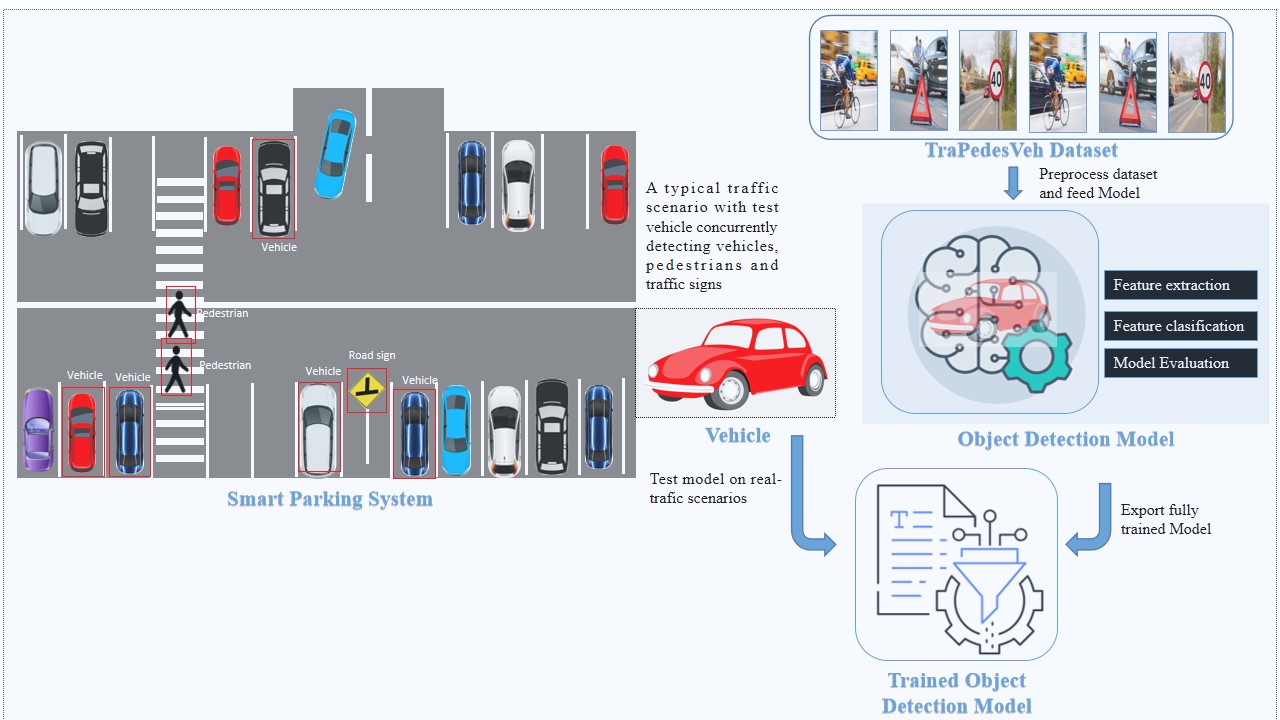 40
40
TraPedesVeh Dataset
Preprocess dataset
and feed Model
A typical traffic
scenario with test
vehicle concurrently
detecting vehicles,
pedestrians and
traffic signs
Vehicle
Pedestrian
Pedestrian
Road sign
Vehicle
Vehicle
Vehicle
Vehicle
Smart Parking System
Vehicle
Feature extraction
Feature clasification
Model Evaluation
Object Detection Model
Test model on real-
trafic scenarios
Export fully
trained Model
T
Trained Object
Detection Model